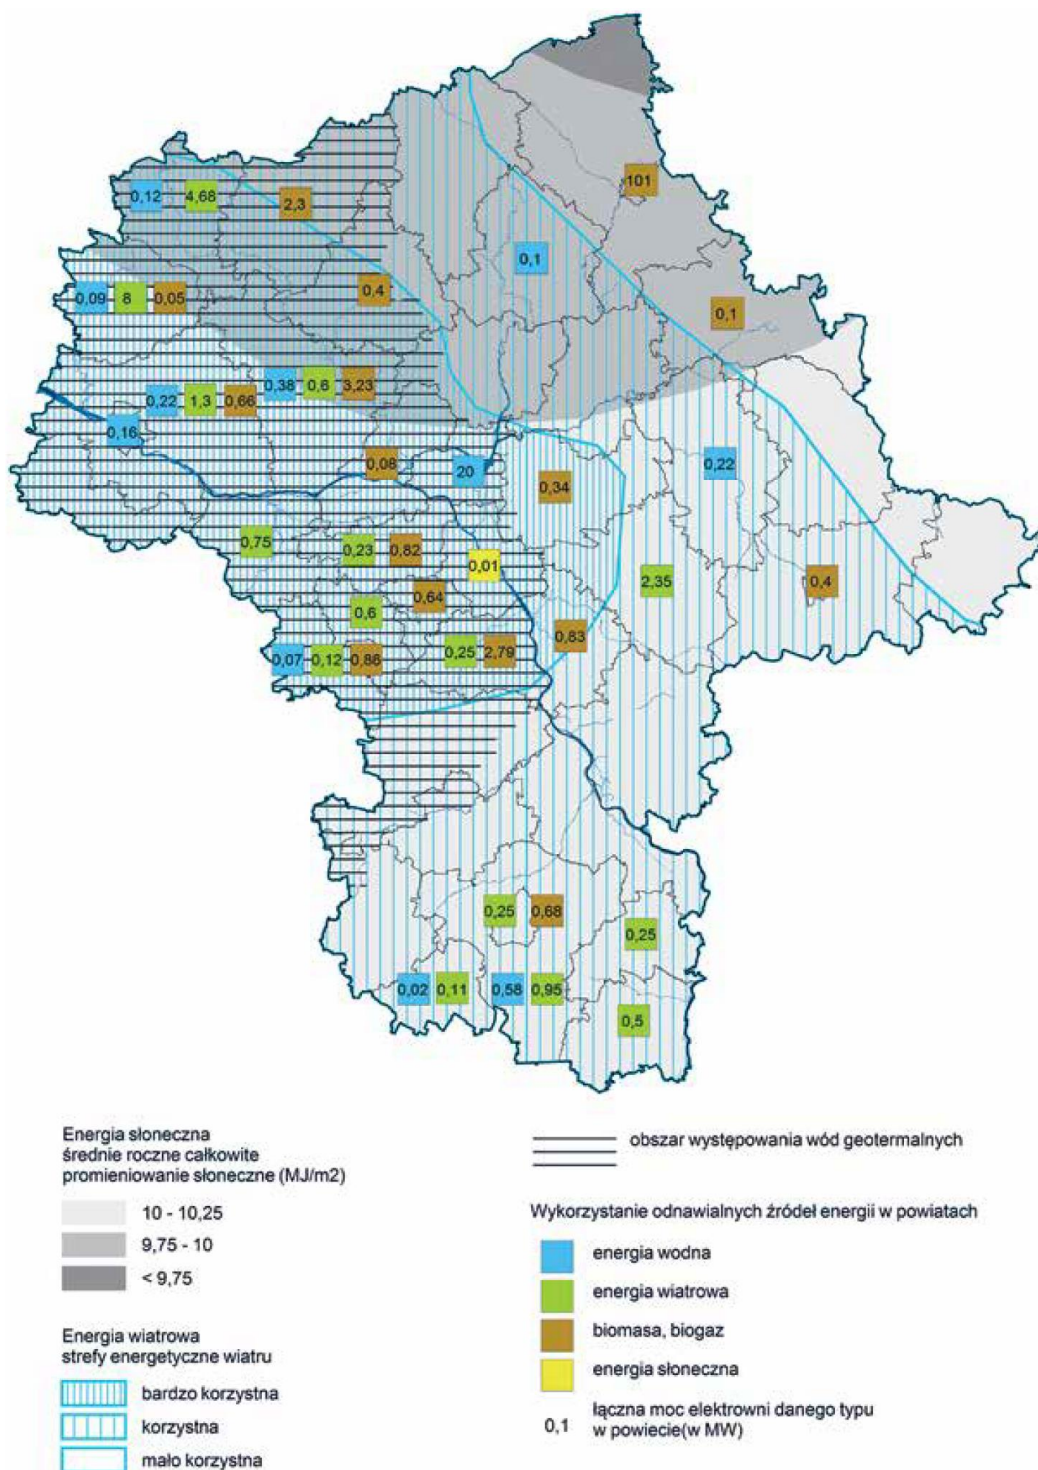 101
0,12 4,68 2,3
0,1
0,4
0,09 8 0,05
0,1
0,38 0,6 3,23
0,22 1,3 0,66
0,16
0,08 20 0,22
0,34
0,75 0,23 0,82
0,01
2,35 0,4
0,64
0,6
0,83
0,07 0,12 0,86 0,25 2,79
0,25 0,68
0,25
0,02 0,11 0,58 0,95
0,5
Energia słoneczna
średnie roczne całkowite
promieniowanie słoneczne (MJ/m2)
10 - 10,25
9,75 - 10
< 9,75
Energia wiatrowa
strefy energetyczne wiatru
bardzo korzystna
korzystna
mało korzystna
obszar występowania wód geotermalnych
Wykorzystanie odnawialnych źródeł energii w powiatach
energia wodna
energia wiatrowa
biomasa, biogaz
energia słoneczna
0,1 łączna moc elektrowni danego typu
w powiecie(w MW)